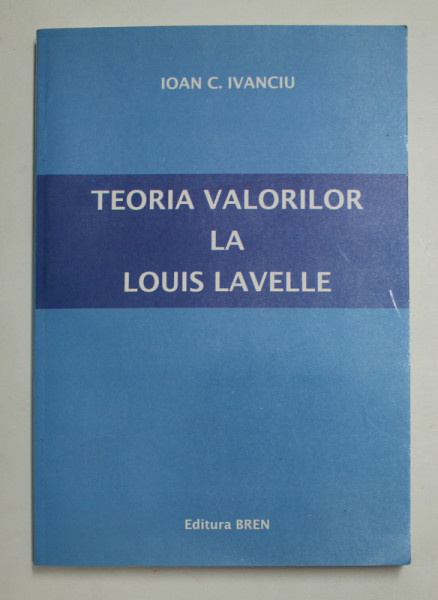 IOAN C. IVANCIU
TEORIA VALORILOR
LA
LOUIS LAVELLE
Editura BREN